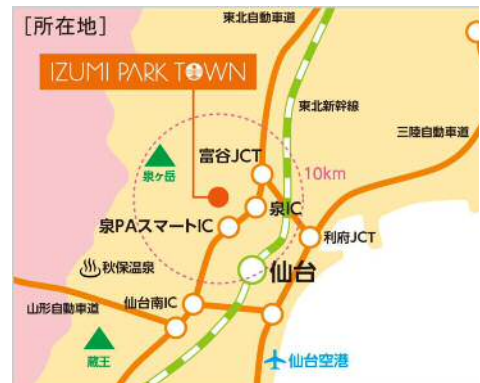 [所在地]
東北自動車道
IZUMI PARK TOWN
東北新幹線
三陸自動車道
富谷JCT
10km
泉ヶ岳
泉IC
泉PAスマートIC
利府JCT
秋保温泉
仙台
山形自動車道
仙台南IC
蔵王
仙台空港